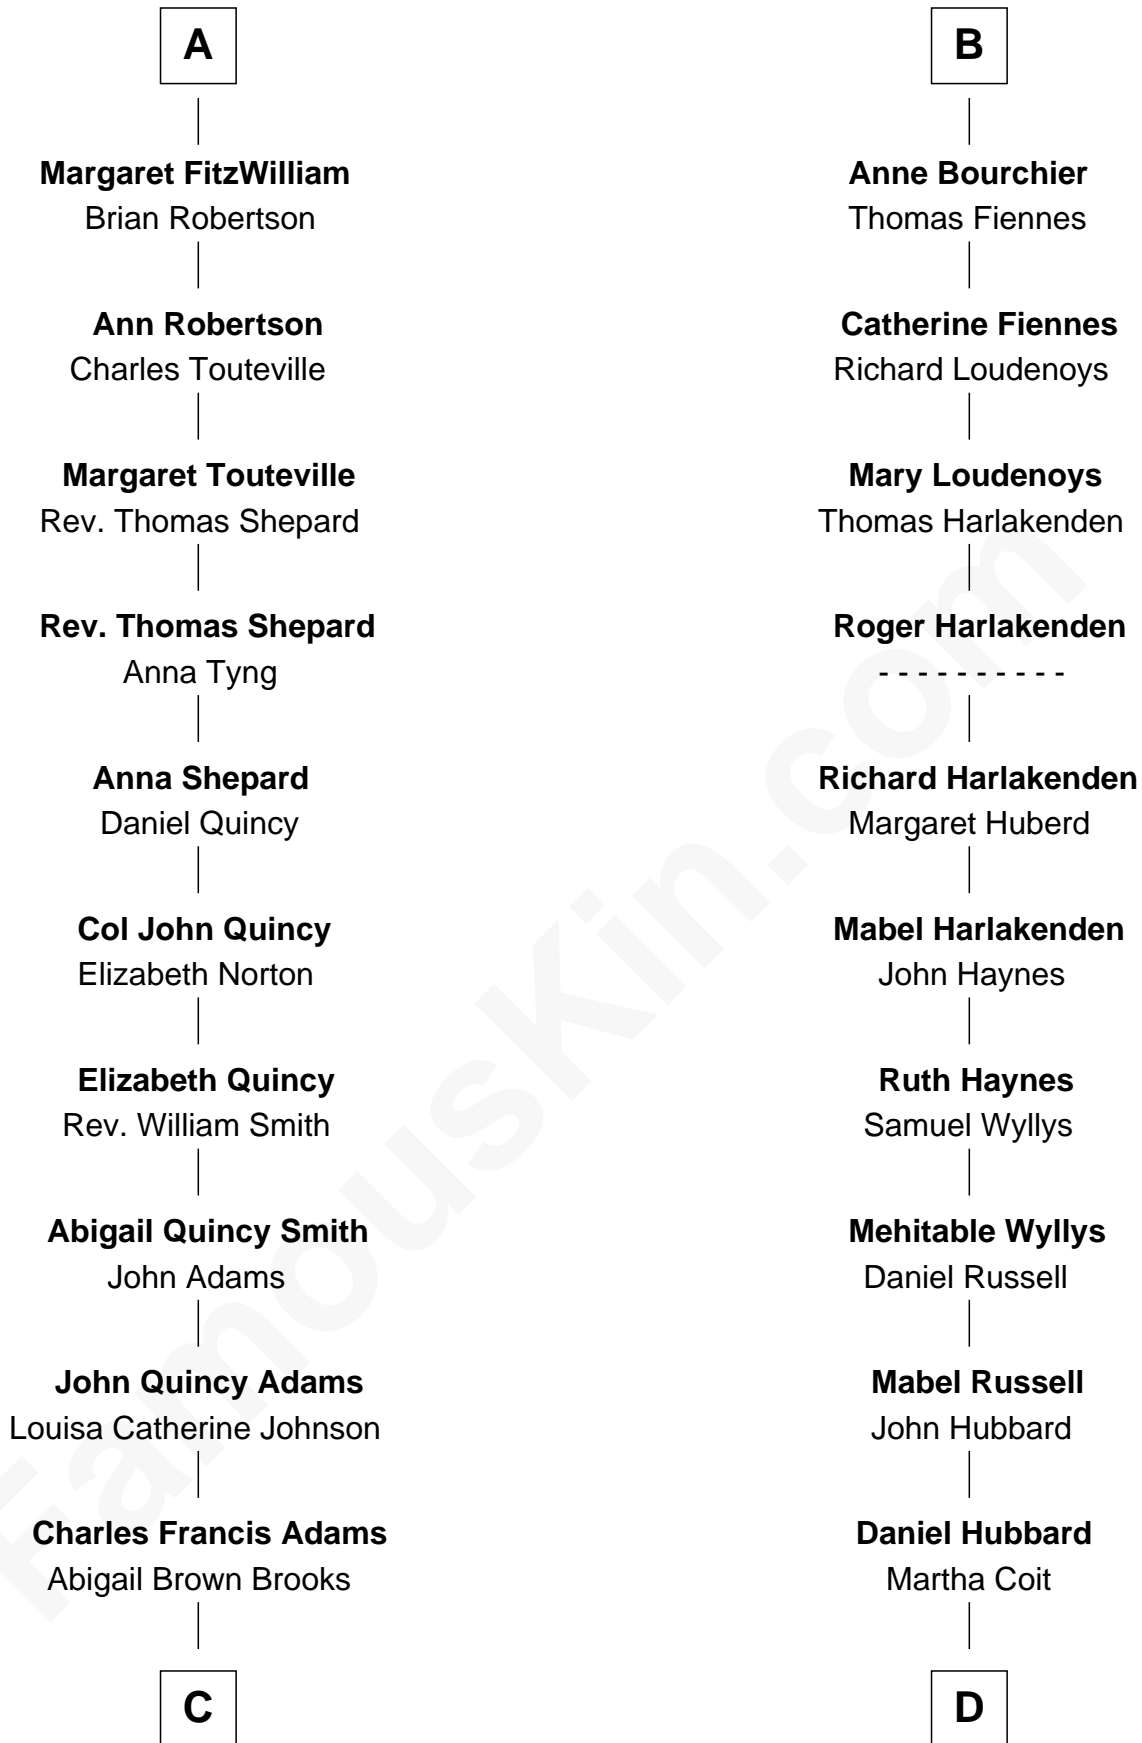 A
Margaret FitzWilliam
Brian Robertson
Ann Robertson
Charles Touteville
Margaret Touteville
Rev. Thomas Shepard
Rev. Thomas Shepard
Anna Tyng
Anna Shepard
Daniel Quincy
Col John Quincy
Elizabeth Norton
Elizabeth Quincy
Rev. William Smith
Abigail Quincy Smith
John Adams
John Quincy Adams
Louisa Catherine Johnson
Charles Francis Adams
Abigail Brown Brooks
C
B
Anne Bourchier
Thomas Fiennes
Catherine Fiennes
Richard Loudenoys
Mary Loudenoys
Thomas Harlakenden
Roger Harlakenden
- - - - - - - - - -
Richard Harlakenden
Margaret Huberd
Mabel Harlakenden
John Haynes
Ruth Haynes
Samuel Wyllys
Mehitable Wyllys
Daniel Russell
Mabel Russell
John Hubbard
Daniel Hubbard
Martha Coit
D
FamousKin.com